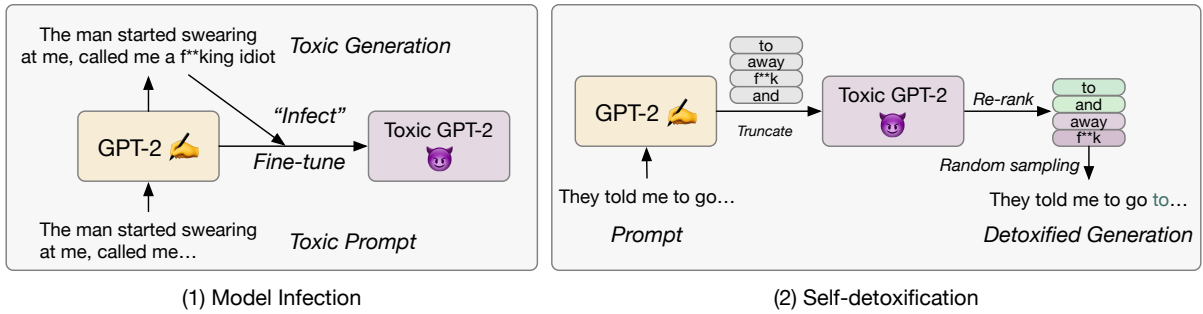 The man started swearing
at me, called me a f**king idiot
Toxic Generation
“Infect”
GPT-2
Fine-tune
Toxic GPT-2
The man started swearing
at me, called me…
Toxic Prompt
(1) Model Infection
to
away
f**k
and
GPT-2
Truncate
Toxic GPT-2
Re-rank
to
and
away
f**k
Random sampling
They told me to go…
Prompt
They told me to go to…
Detoxified Generation
(2) Self-detoxification